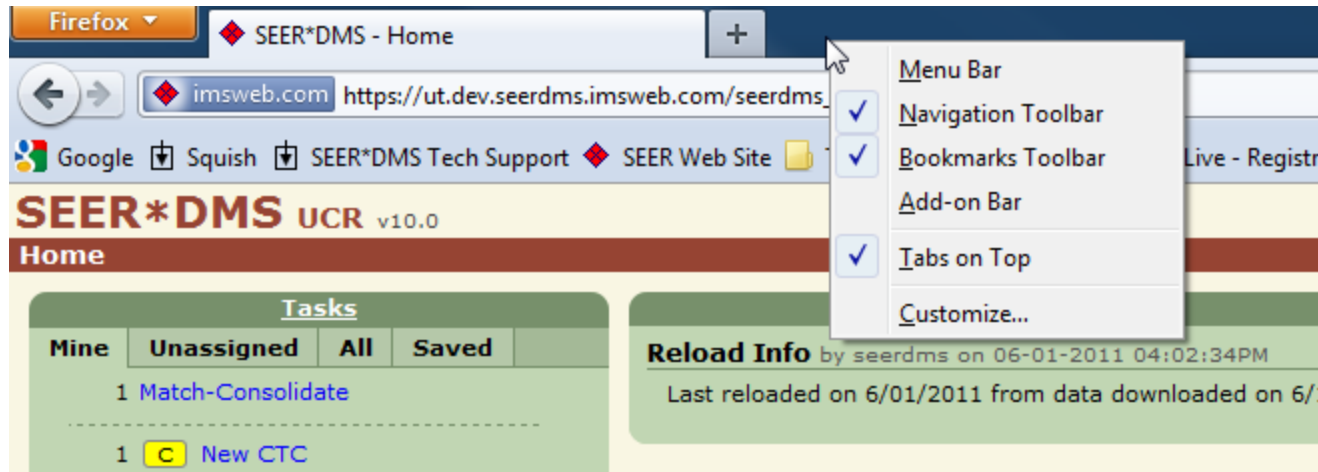 Firefox
SEER*DMS - Home
+
Menu Bar
imsweb.com https://ut.dev.seerdms.imsweb.com/seerdms_
Navigation Toolbar
Google Squish SEER*DMS Tech Support SEER Web Site
Bookmarks Toolbar
Live - Registr
Add-on Bar
SEER*DMS UCR v10.0
Home
Tabs on Top
Customize...
Tasks
Mine Unassigned All Saved
Reload Info by seerdms on 06-01-2011 04:02:34PM
1 Match-Consolidate
Last reloaded on 6/01/2011 from data downloaded on 6/
1 C New CTC